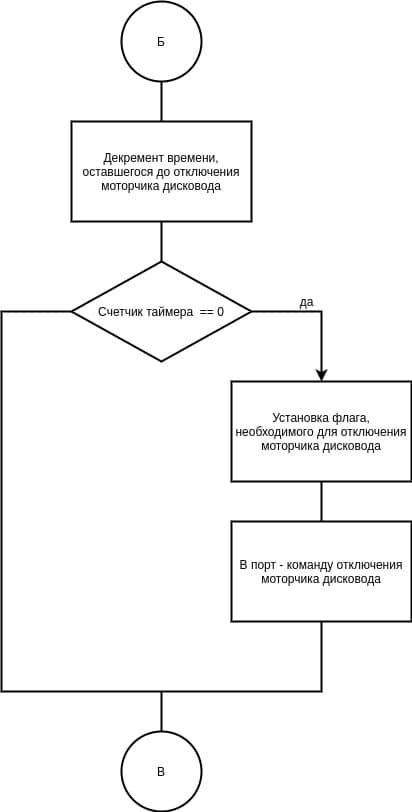 Б
Декремент времени,
оставшегося до отключения
моторчика дисковода
Счетчик таймера == 0
да
Установка флага,
необходимого для отключения
моторчика дисковода
В порт - команду отключения
моторчика дисковода
В